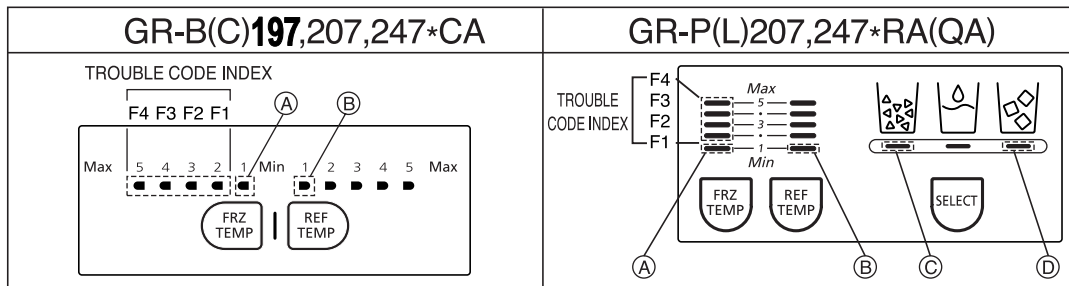 GR-B(C)197,207,247*CA
TROUBLE CODE INDEX
F4 F3 F2 F1
A
B
Max 5 4 3 2 1 Min 1 2 3 4 5 Max
FRZ
TEMP
REF
TEMP
GR-P(L)207,247*RA(QA)
TROUBLE
CODE INDEX
F4
F3
F2
F1
Max
5
3
1
Min
FRZ
TEMP
REF
TEMP
SELECT
A
B
C
D